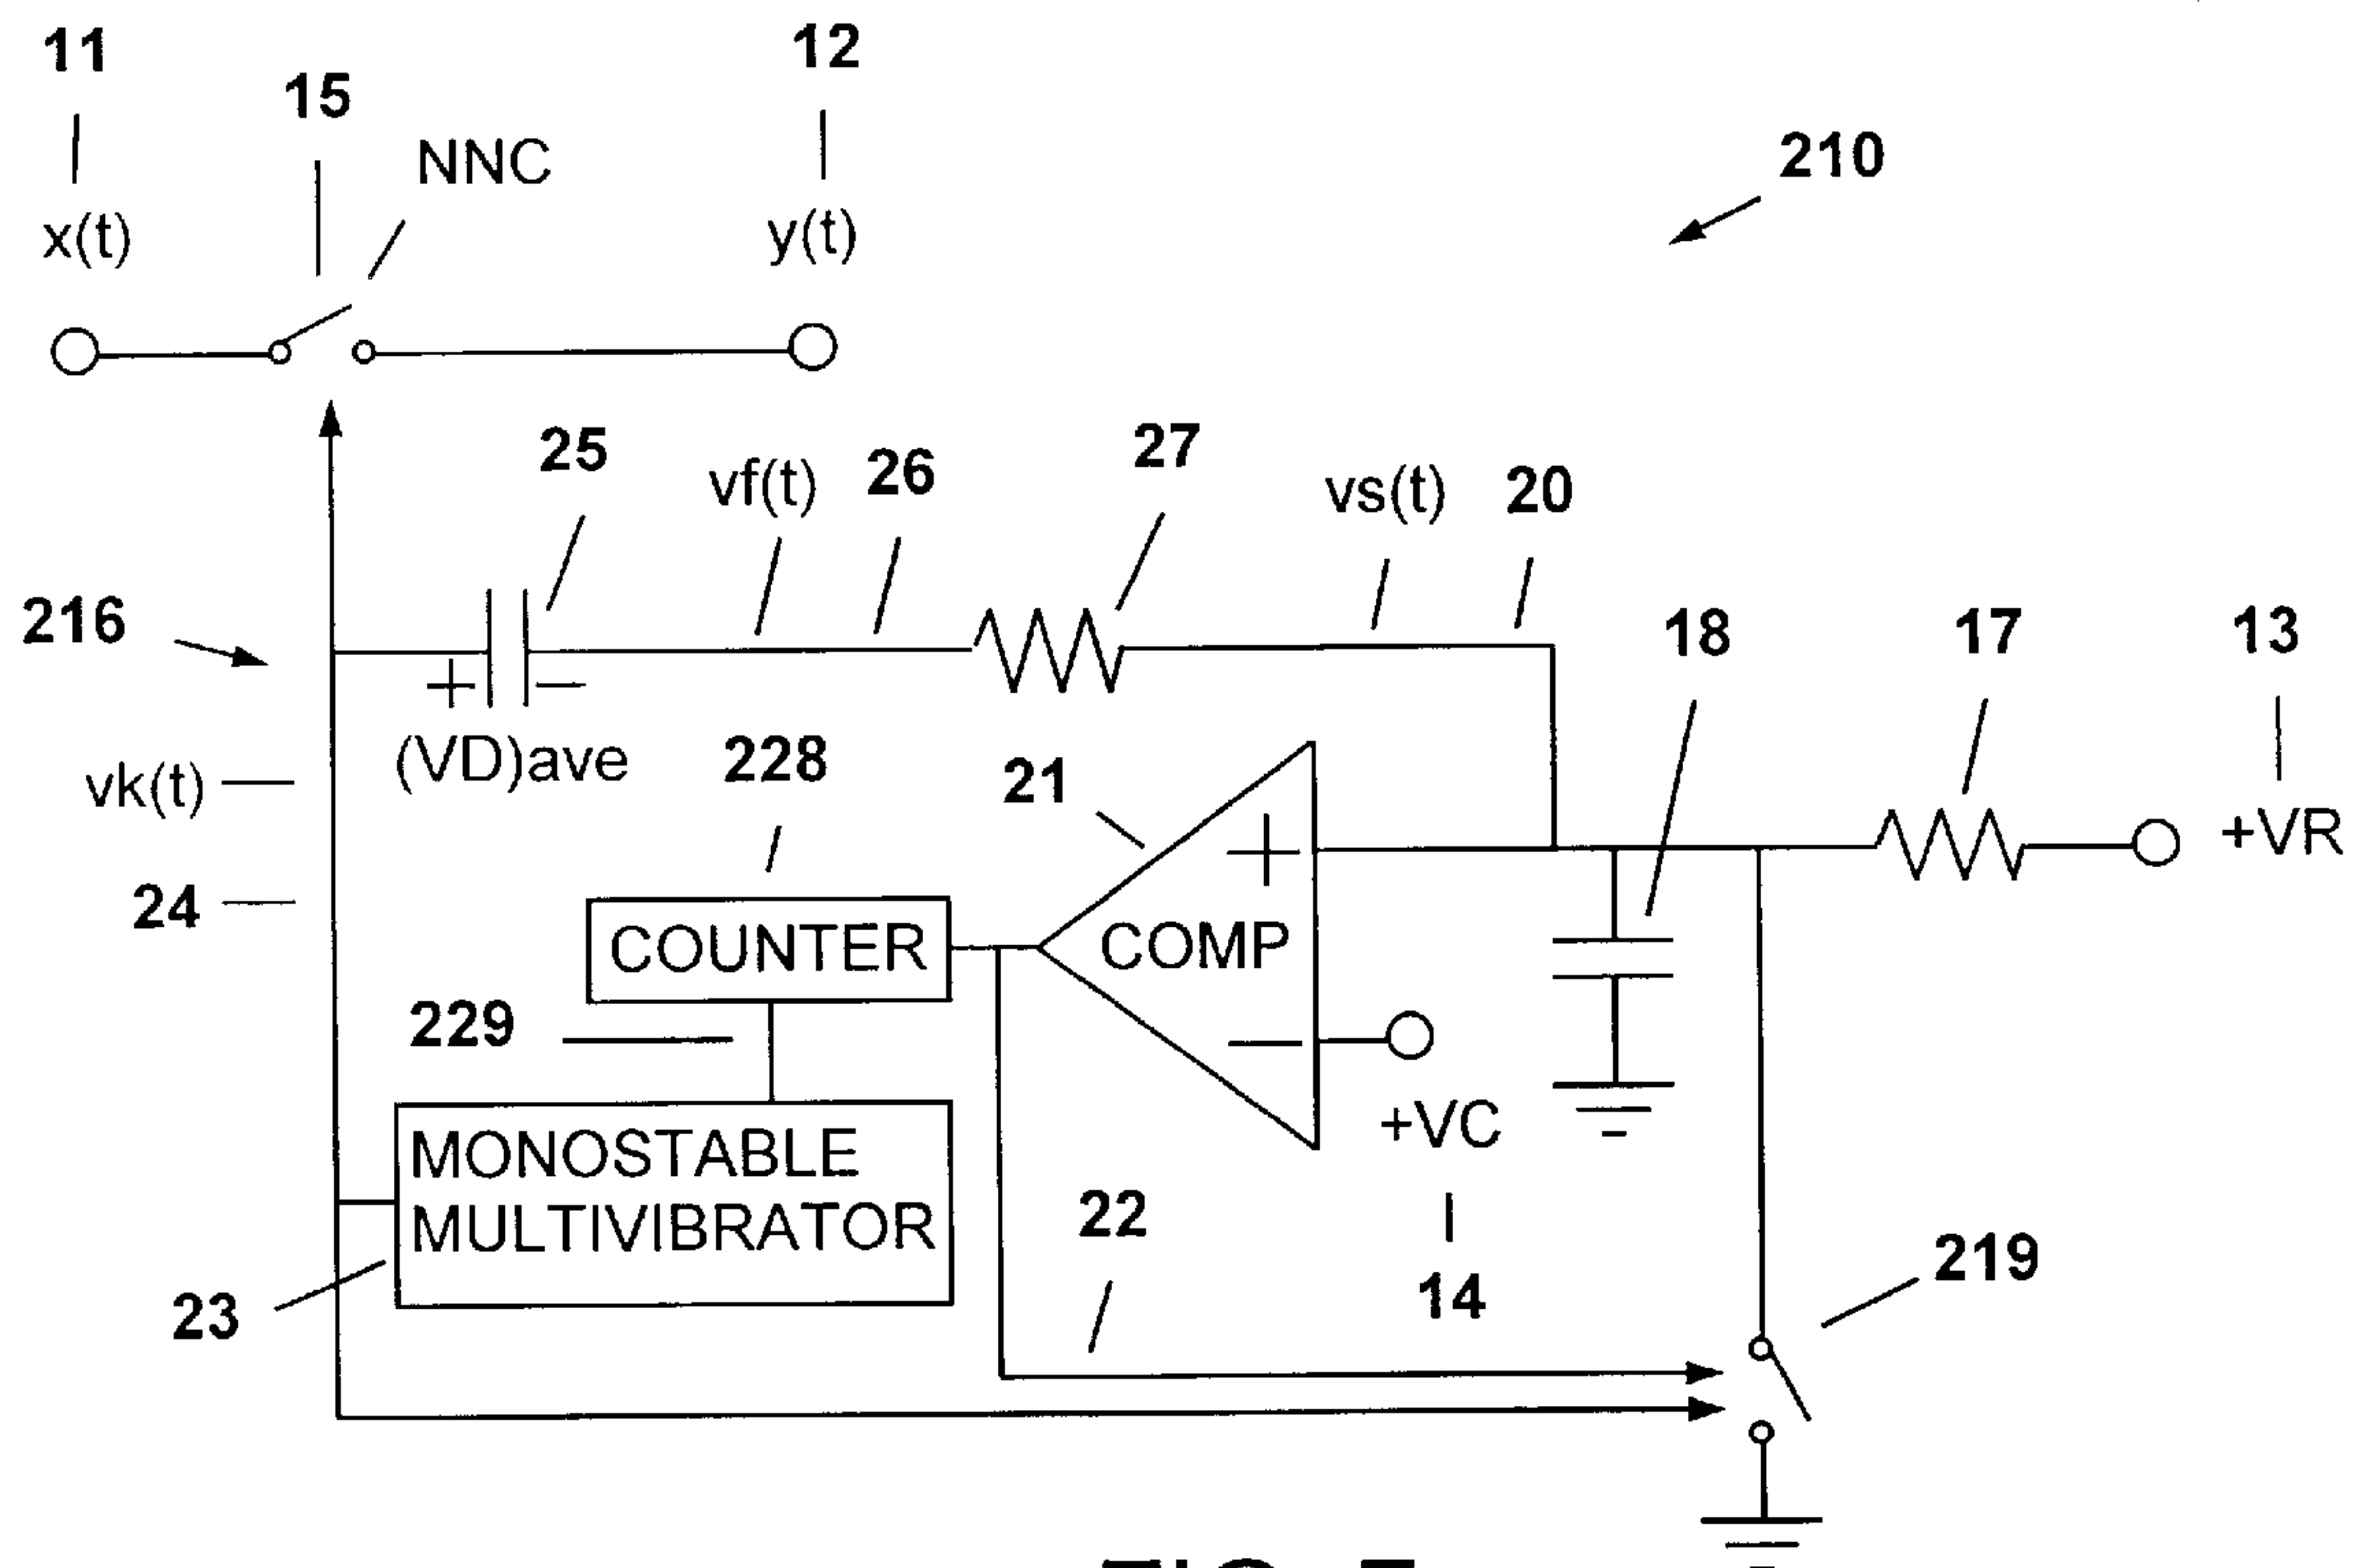 11
12
15
NNC
210
x(t)
y(t)
25
vf(t)
26
27
vs(t)
20
216
18
17
13
+ −
(VD)ave
228
21
vk(t)
+
+VR
24
COUNTER
COMP
229
−
+VC
MONOSTABLE
MULTIVIBRATOR
22
219
23
14